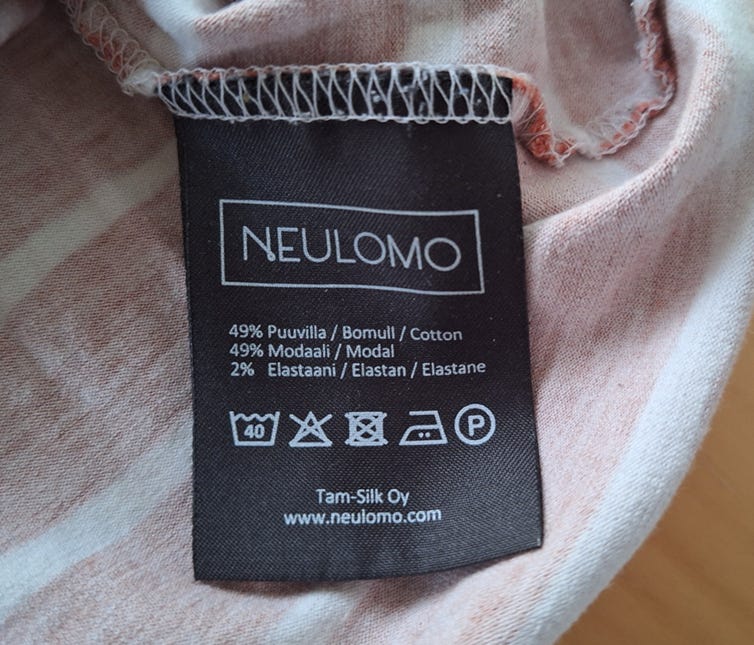 NEULOMO
49% Puuvilla / Bomull / Cotton
49% Modaali / Modal
2% Elastaani / Elastan / Elastane
40 P
Tam-Silk Oy
www.neulomo.com